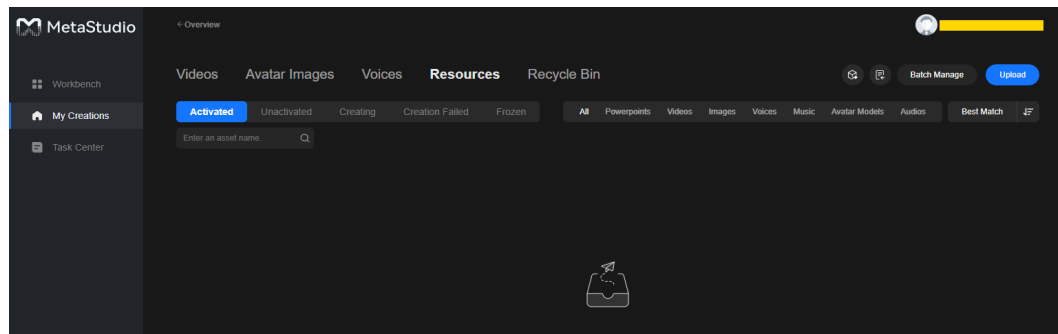 MetaStudio
← Overview
Workbench
My Creations
Task Center
Videos Avatar Images Voices Resources Recycle Bin
Batch Manage Upload
Activated Unactivated Creating Creation Failed Frozen
All Powerpoints Videos Images Voices Music Avatar Models Audios Best Match
Enter an asset name.